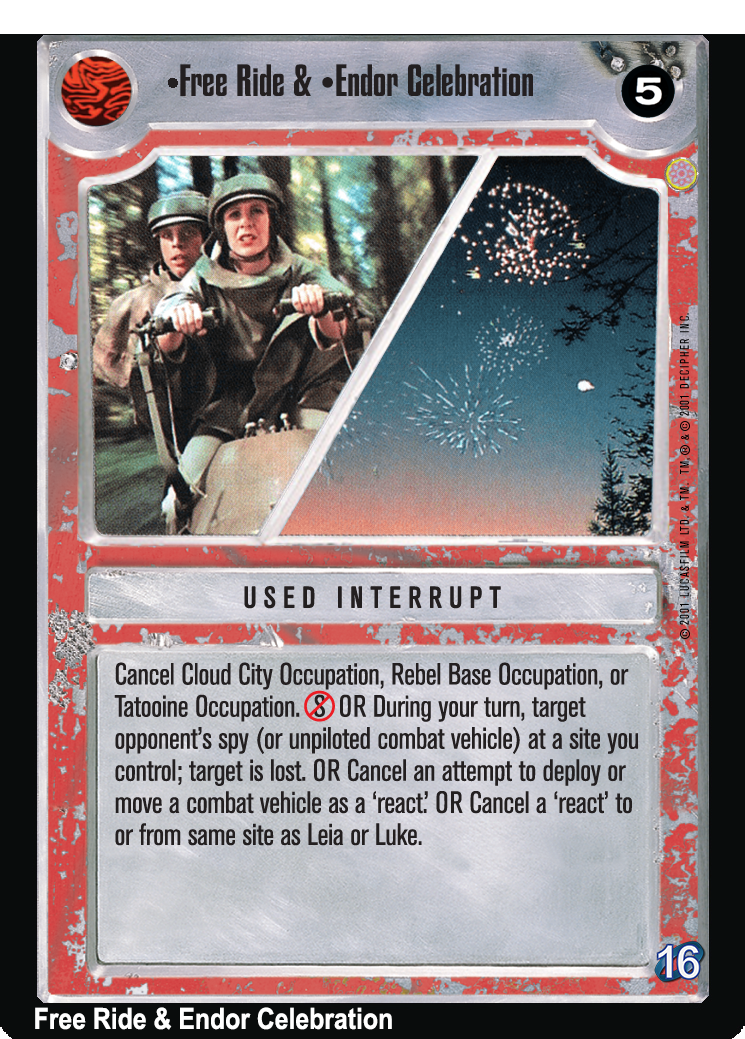 •Free Ride & •Endor Celebration
5
© 2001 LUCASFILM LTD. & TM. TM, ® & © 2001 DECIPHER INC.
USED INTERRUPT
Cancel Cloud City Occupation, Rebel Base Occupation, or
Tatooine Occupation. OR During your turn, target
opponent's spy (or unpiloted combat vehicle) at a site you
control; target is lost. OR Cancel an attempt to deploy or
move a combat vehicle as a 'react.' OR Cancel a 'react' to
or from same site as Leia or Luke.
16
Free Ride & Endor Celebration